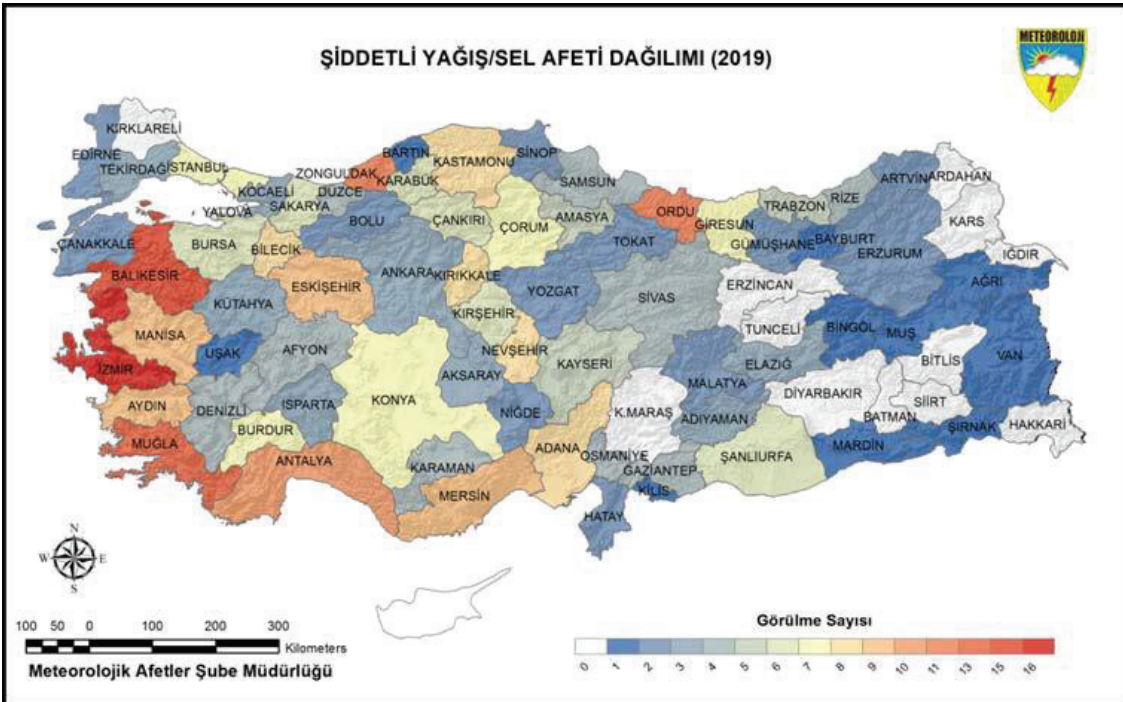 METEOROLOJİ
ŞİDDETLİ YAĞIŞ/SEL AFETİ DAĞILIMI (2019)
KIRKLARELİ
EDİRNE
TEKİRDAĞ
İSTANBUL
KOCAELİ
YALOVA
SAKARYA
DÜZCE
ZONGULDAK
BARTIN
KARABÜK
KASTAMONU
SİNOP
SAMSUN
ORDU
GİRESUN
TRABZON
RİZE
ARTVİN
ARDAHAN
KARS
IĞDIR
ÇANAKKALE
BURSA
BİLECİK
BOLU
ÇANKIRI
ÇORUM
AMASYA
TOKAT
GÜMÜŞHANE
BAYBURT
ERZURUM
AĞRI
BALIKESİR
KÜTAHYA
ESKİŞEHİR
ANKARA
KIRIKKALE
YOZGAT
SİVAS
ERZİNCAN
TUNCELİ
BİNGÖL
MUŞ
BİTLİS
VAN
MANİSA
UŞAK
AFYON
KIRŞEHİR
NEVŞEHİR
KAYSERİ
MALATYA
ELAZIĞ
DİYARBAKIR
BATMAN
SİİRT
HAKKARİ
İZMİR
AYDIN
DENİZLİ
ISPARTA
BURDUR
KONYA
AKSARAY
NİĞDE
K.MARAŞ
ADIYAMAN
MARDİN
ŞIRNAK
MUĞLA
ANTALYA
KARAMAN
MERSİN
ADANA
OSMANİYE
GAZİANTEP
KİLİS
ŞANLIURFA
HATAY
N
W
E
S
100 50 0 100 200 300
Kilometers
Meteorolojik Afetler Şube Müdürlüğü
Görülme Sayısı
0 1 2 3 4 5 6 7 8 9 10 11 13 15 16